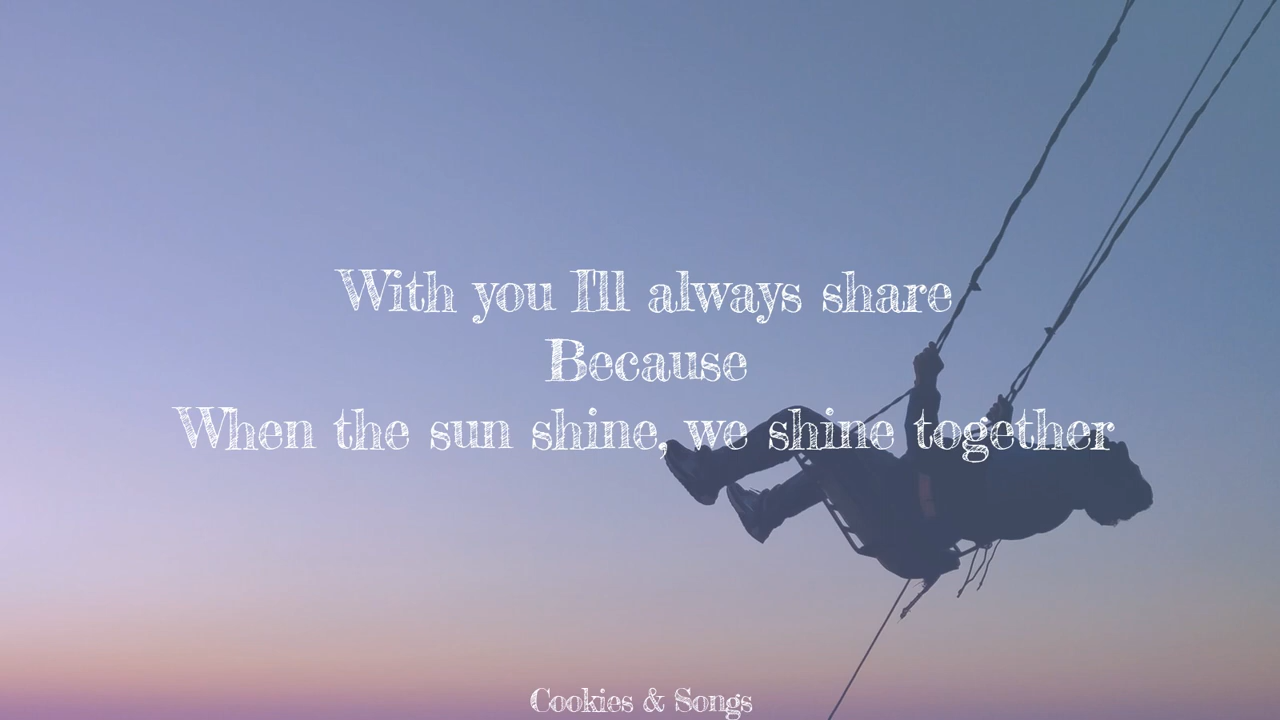 With you I'll always share
Because
When the sun shine, we shine together
Cookies & Songs